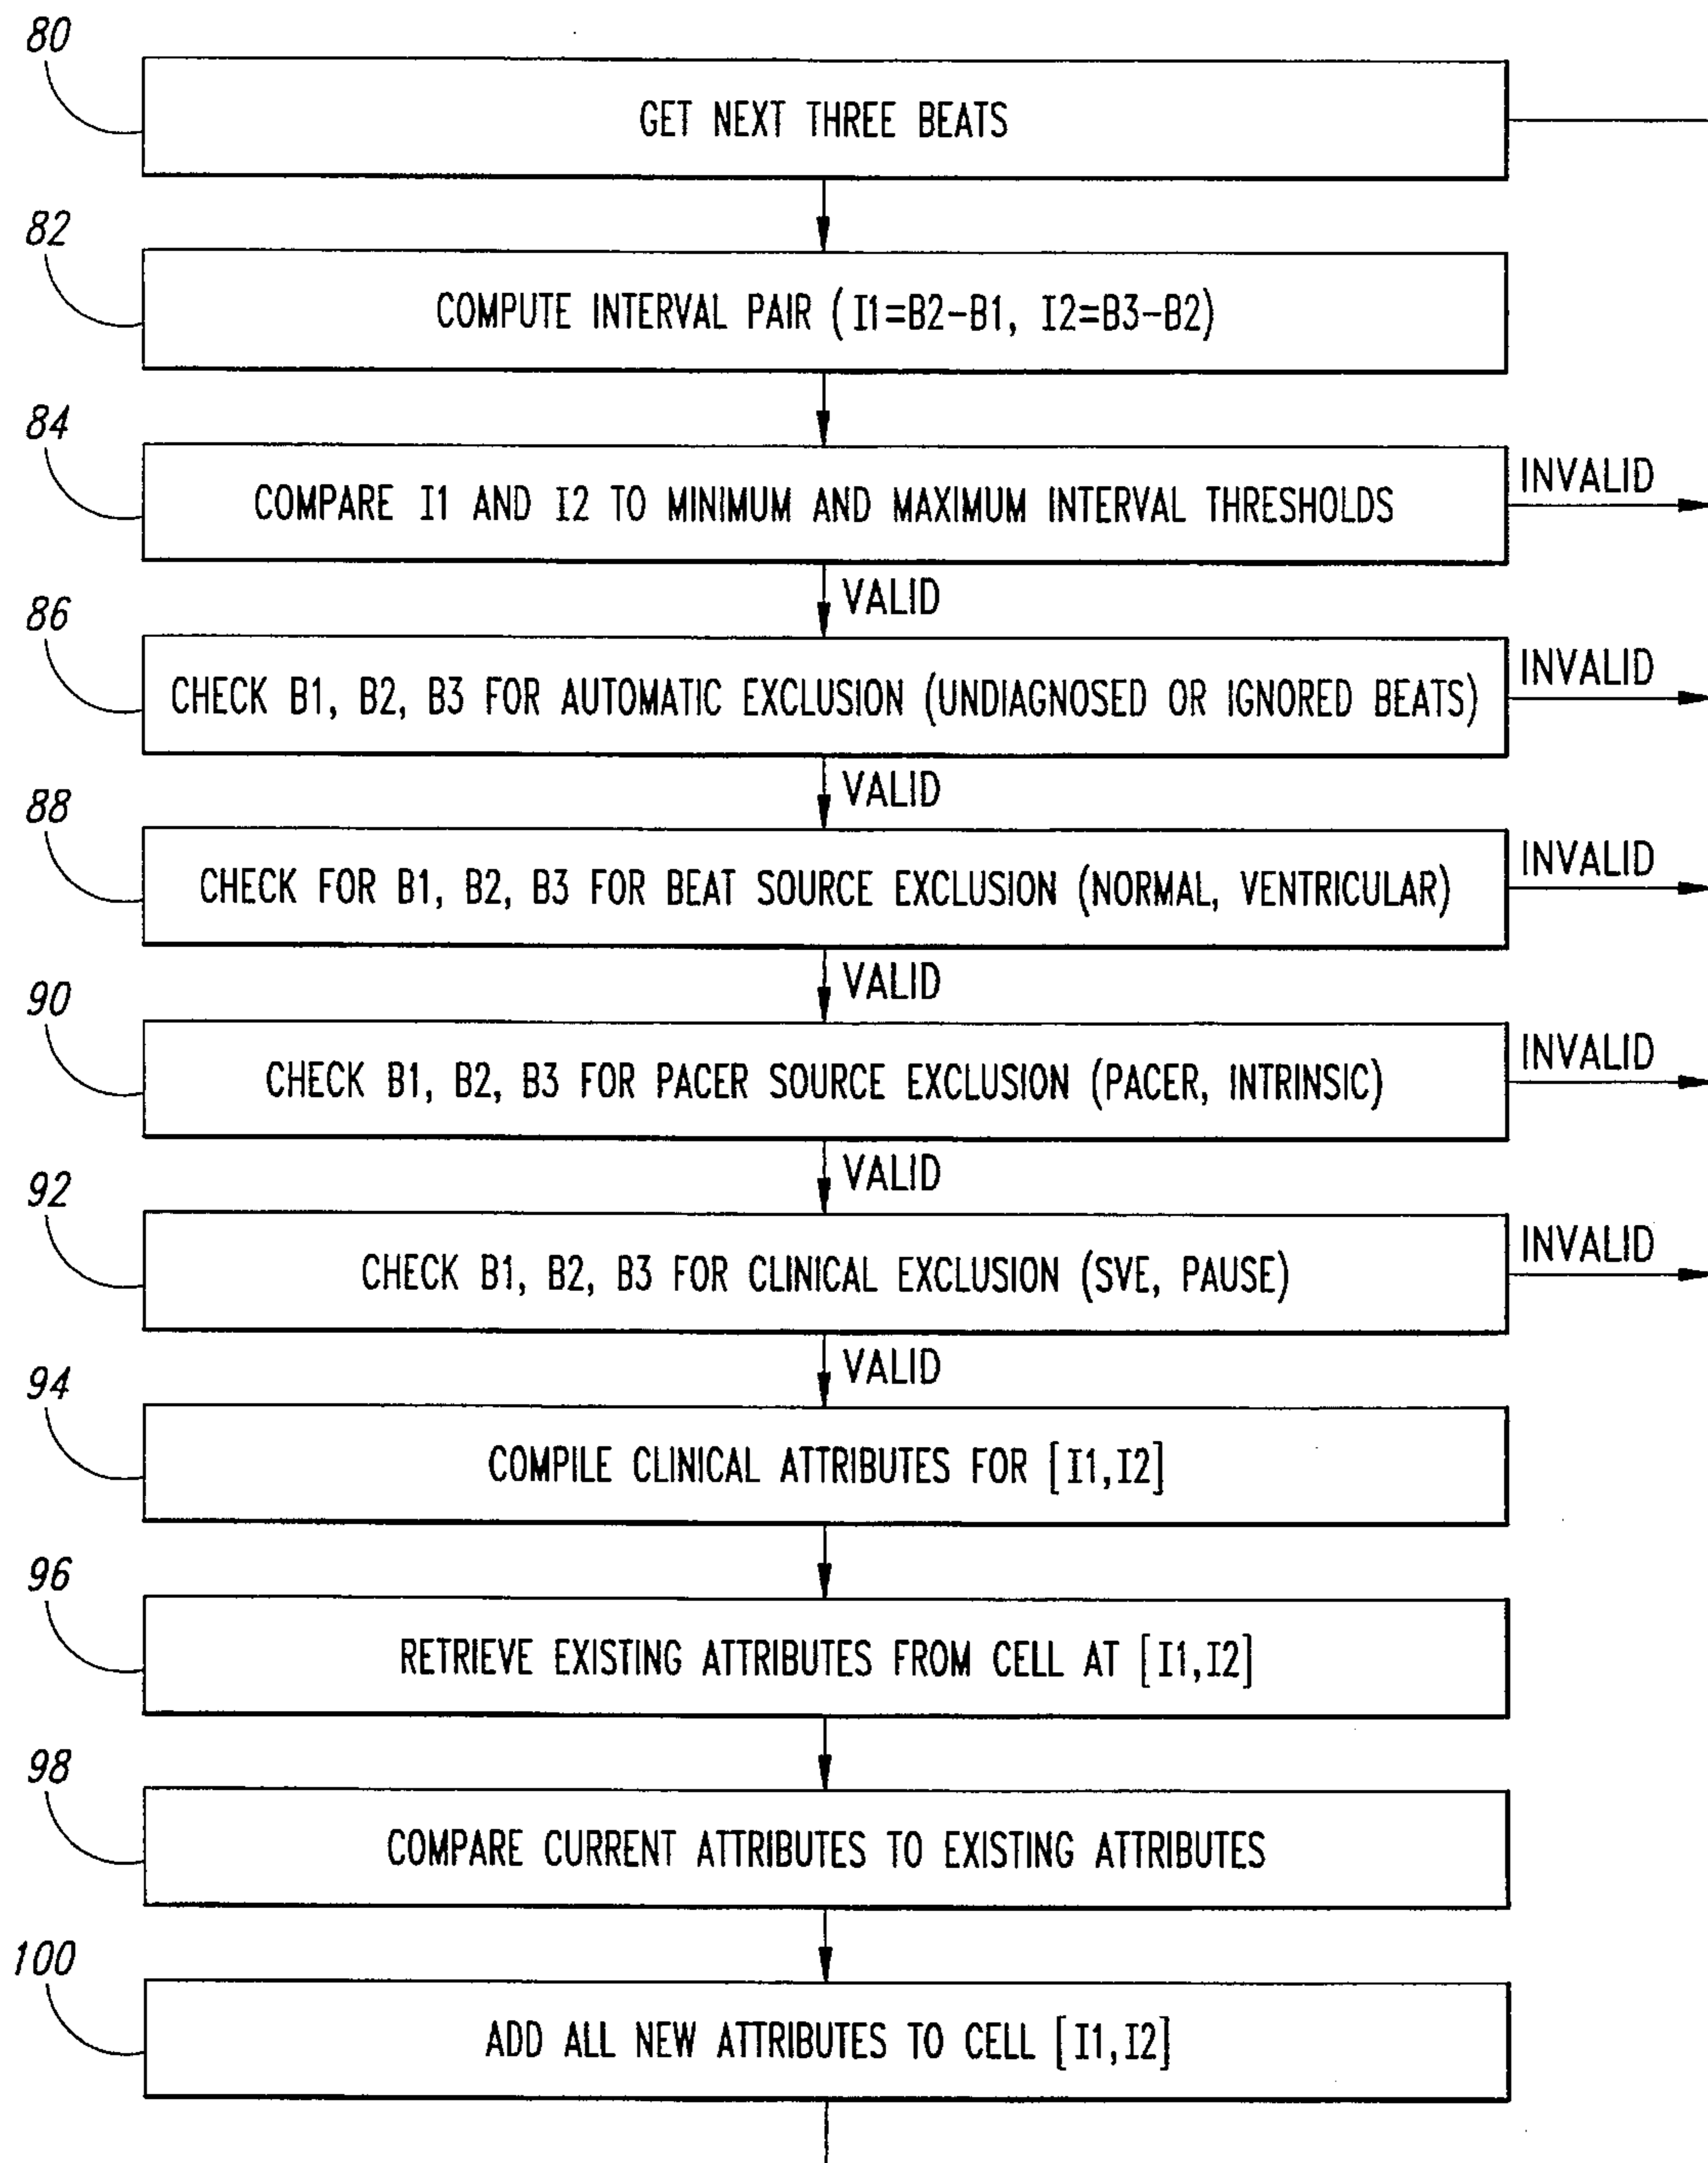 80
GET NEXT THREE BEATS
82
COMPUTE INTERVAL PAIR (I1=B2-B1, I2=B3-B2)
84
COMPARE I1 AND I2 TO MINIMUM AND MAXIMUM INTERVAL THRESHOLDS
INVALID
VALID
86
CHECK B1, B2, B3 FOR AUTOMATIC EXCLUSION (UNDIAGNOSED OR IGNORED BEATS)
INVALID
VALID
88
CHECK FOR B1, B2, B3 FOR BEAT SOURCE EXCLUSION (NORMAL, VENTRICULAR)
INVALID
VALID
90
CHECK B1, B2, B3 FOR PACER SOURCE EXCLUSION (PACER, INTRINSIC)
INVALID
VALID
92
CHECK B1, B2, B3 FOR CLINICAL EXCLUSION (SVE, PAUSE)
INVALID
VALID
94
COMPILE CLINICAL ATTRIBUTES FOR [I1,I2]
96
RETRIEVE EXISTING ATTRIBUTES FROM CELL AT [I1,I2]
98
COMPARE CURRENT ATTRIBUTES TO EXISTING ATTRIBUTES
100
ADD ALL NEW ATTRIBUTES TO CELL [I1,I2]